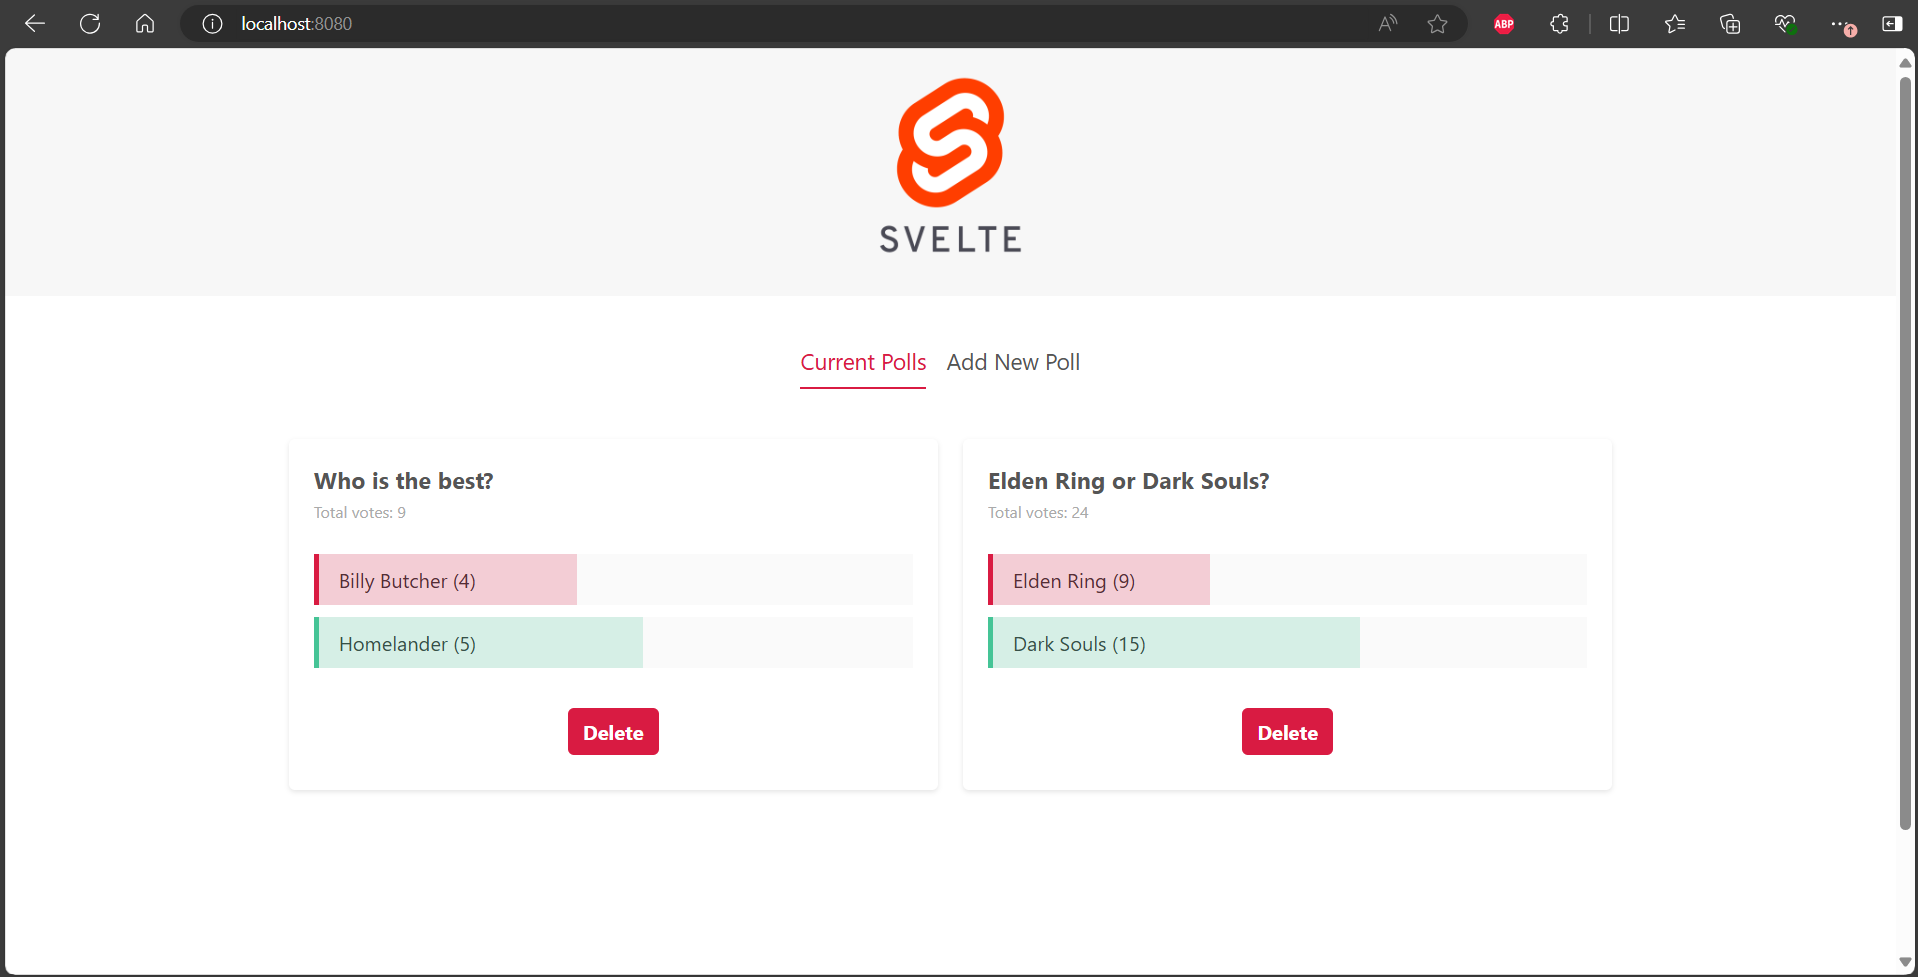 localhost:8080
ABP
SVELTE
Current Polls Add New Poll
Who is the best?
Total votes: 9
Billy Butcher (4)
Homelander (5)
Delete
Elden Ring or Dark Souls?
Total votes: 24
Elden Ring (9)
Dark Souls (15)
Delete